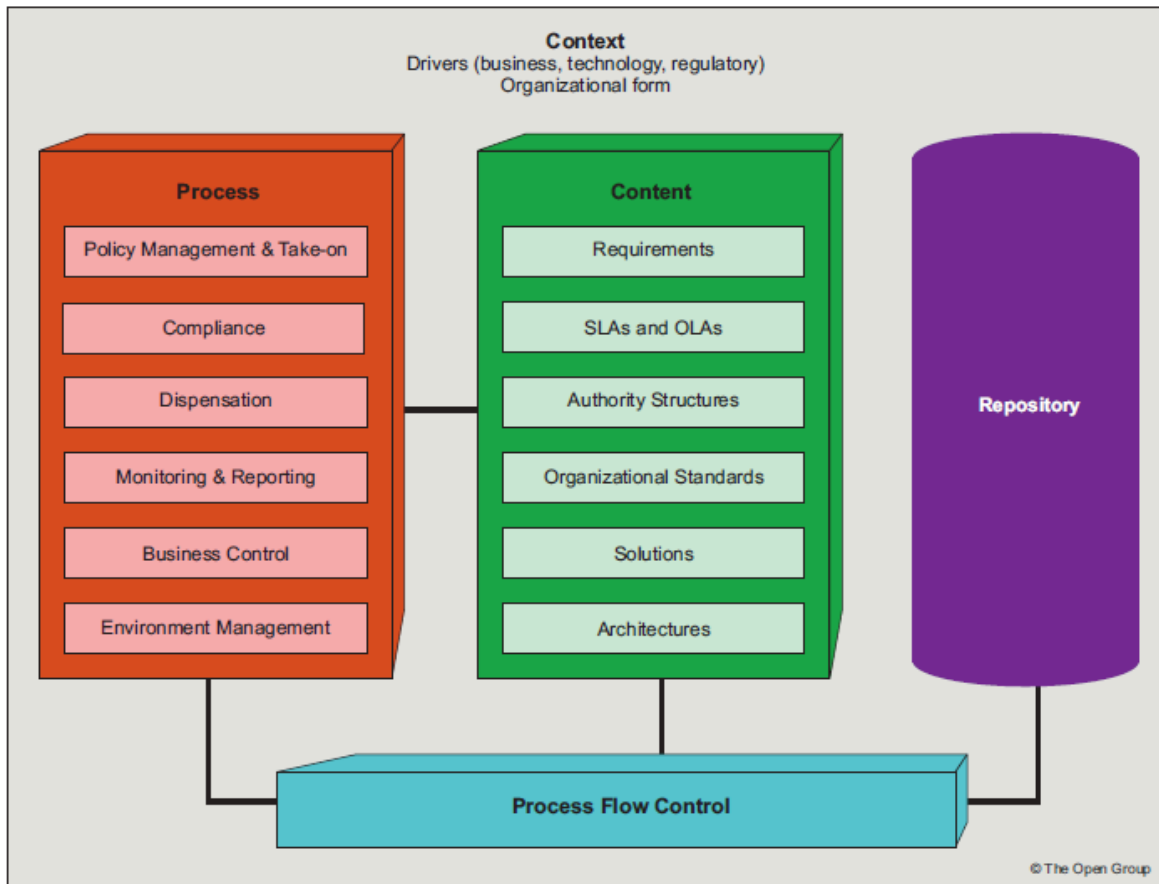 Context
Drivers (business, technology, regulatory)
Organizational form
Process
Policy Management & Take-on
Compliance
Dispensation
Monitoring & Reporting
Business Control
Environment Management
Content
Requirements
SLAs and OLAs
Authority Structures
Organizational Standards
Solutions
Architectures
Repository
Process Flow Control
© The Open Group